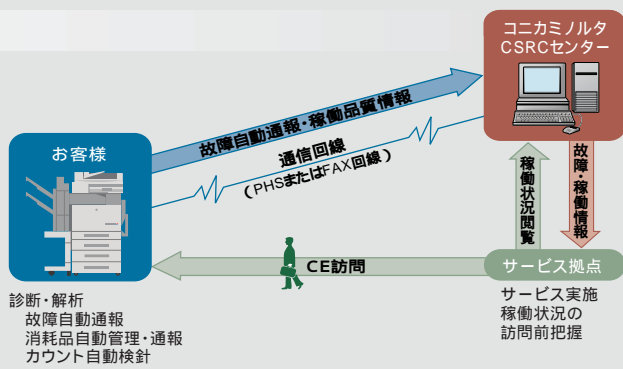 コニカミノルタ
CSRCセンター
故障自動通報・稼働品質情報
お客様
通信回線
(PHSまたはFAX回線)
稼働状況閲覧
故障・稼働情報
CE訪問
サービス拠点
診断・解析
故障自動通報
消耗品自動管理・通報
カウント自動検針
サービス実施
稼働状況の
訪問前把握